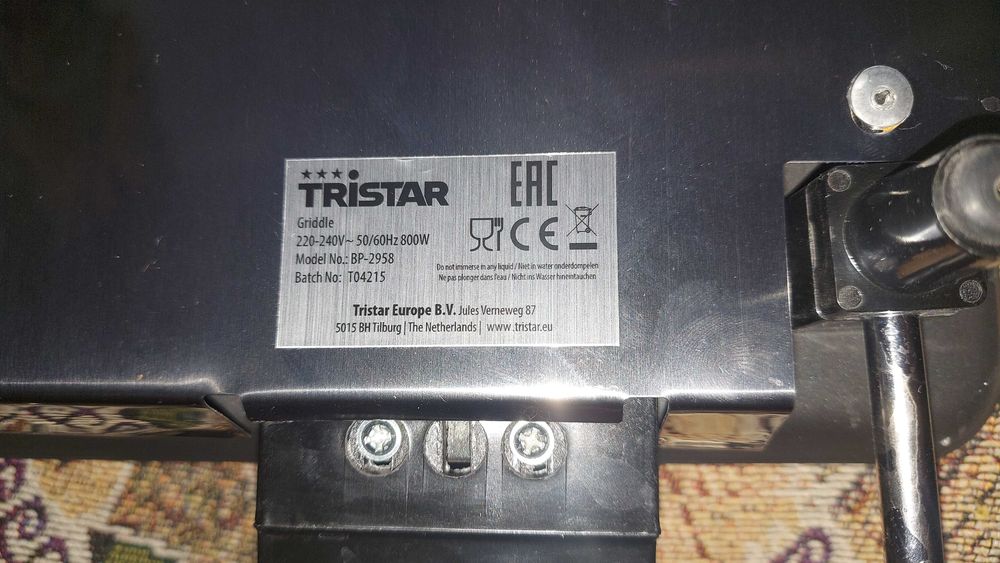 TRISTAR
EAC
Griddle
220-240V~ 50/60Hz 800W
Model No.: BP-2958
Batch No: T04215
CE
Do not immerse in any liquid / Niet in water onderdompelen
Ne pas plonger dans l'eau / Nicht ins Wasser hineintauchen
Tristar Europe B.V. Jules Verneweg 87
5015 BH Tilburg | The Netherlands | www.tristar.eu